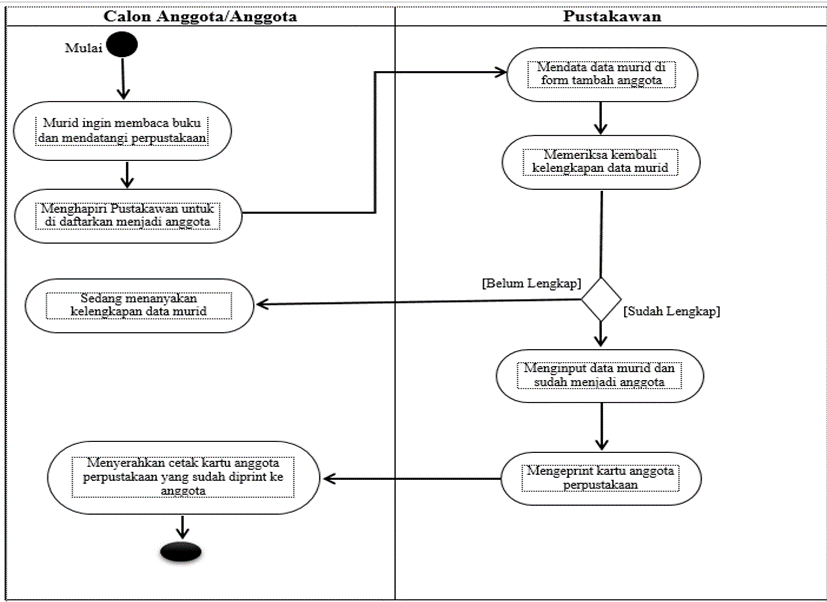 Calon Anggota/Anggota
Pustakawan
Mulai
Murid ingin membaca buku
dan mendatangi perpustakaan
Menghapiri Pustakawan untuk
di daftarkan menjadi anggota
Mendata data murid di
form tambah anggota
Memeriksa kembali
kelengkapan data murid
[Belum Lengkap]
[Sudah Lengkap]
Sedang menanyakan
kelengkapan data murid
Menginput data murid dan
sudah menjadi anggota
Mengeprint kartu anggota
perpustakaan
Menyerahkan cetak kartu anggota
perpustakaan yang sudah diprint ke
anggota